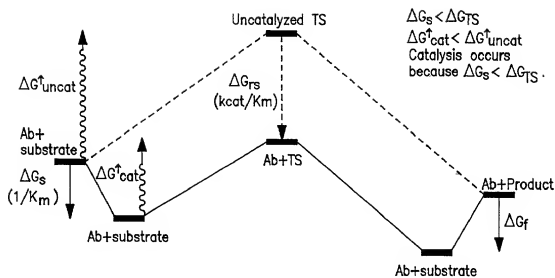 Uncatalyzed TS
ΔGs < ΔGTS
ΔG↑cat < ΔG↑uncat
Catalysis occurs
because ΔGs < ΔGTS.
ΔG↑uncat
ΔGrs
(kcat/Km)
Ab+
substrate
ΔGs
(1/Km)
ΔG↑cat
Ab+TS
Ab+substrate
Ab+Product
ΔGf
Ab+substrate